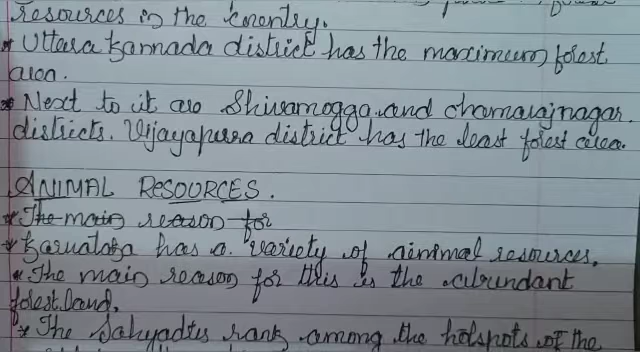 resources in the country.
* Uttara Kannada district has the maximum forest
area.
* Next to it are Shivamogga and chamarajnagar.
districts. Vijayapura district has the least forest area.
ANIMAL RESOURCES.
* The main reason for
* Karnataka has a variety of animal resources.
* The main reason for this is the abundant
forest land.
* The Sahyadris rank among the hotspots of the